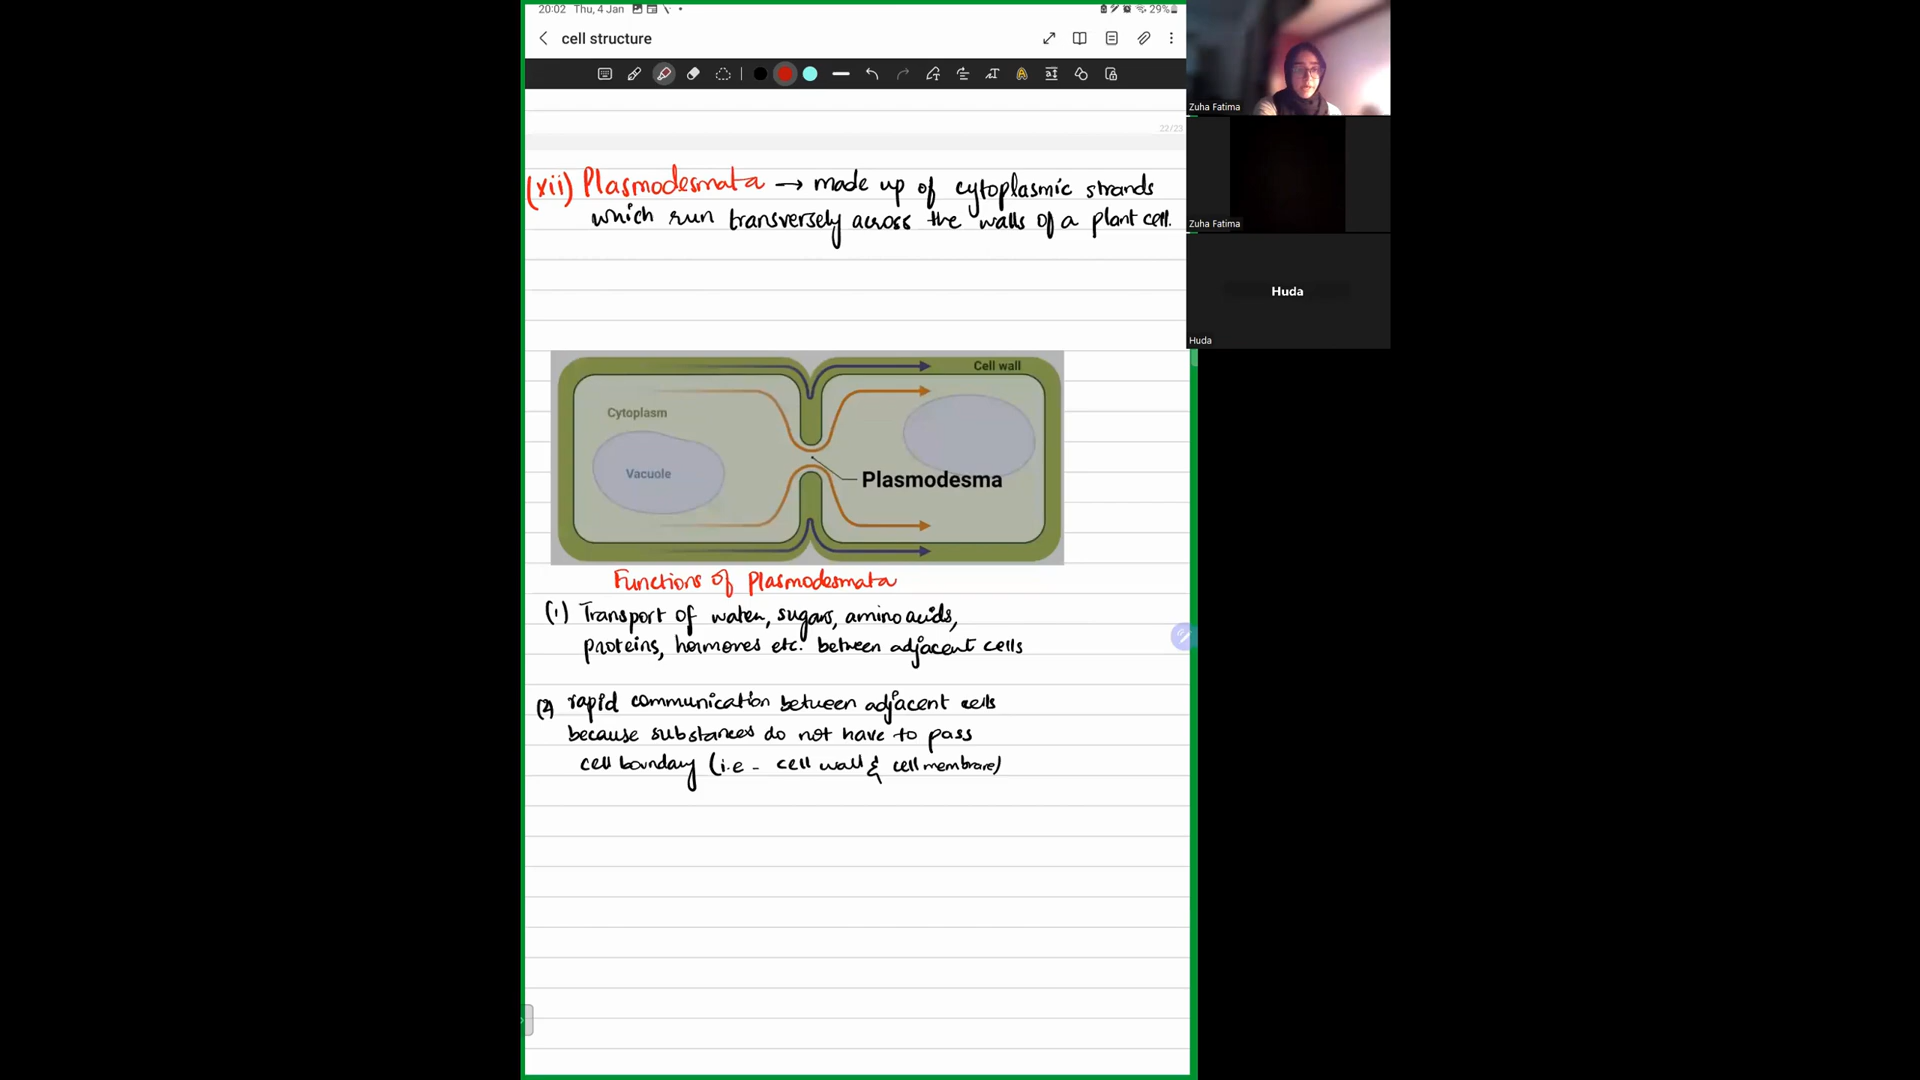 20:02 Thu, 4 Jan
29%
cell structure
22/23
(xii) Plasmodesmata → made up of cytoplasmic strands
which run transversely across the walls of a plant cell.
Cell wall
Cytoplasm
Vacuole
Plasmodesma
Functions of Plasmodesmata
(1) Transport of water, sugars, amino acids,
proteins, hormones etc. between adjacent cells
(2) rapid communication between adjacent cells
because substances do not have to pass
cell boundary (i.e - cell wall & cell membrane)
Zuha Fatima
Zuha Fatima
Huda
Huda